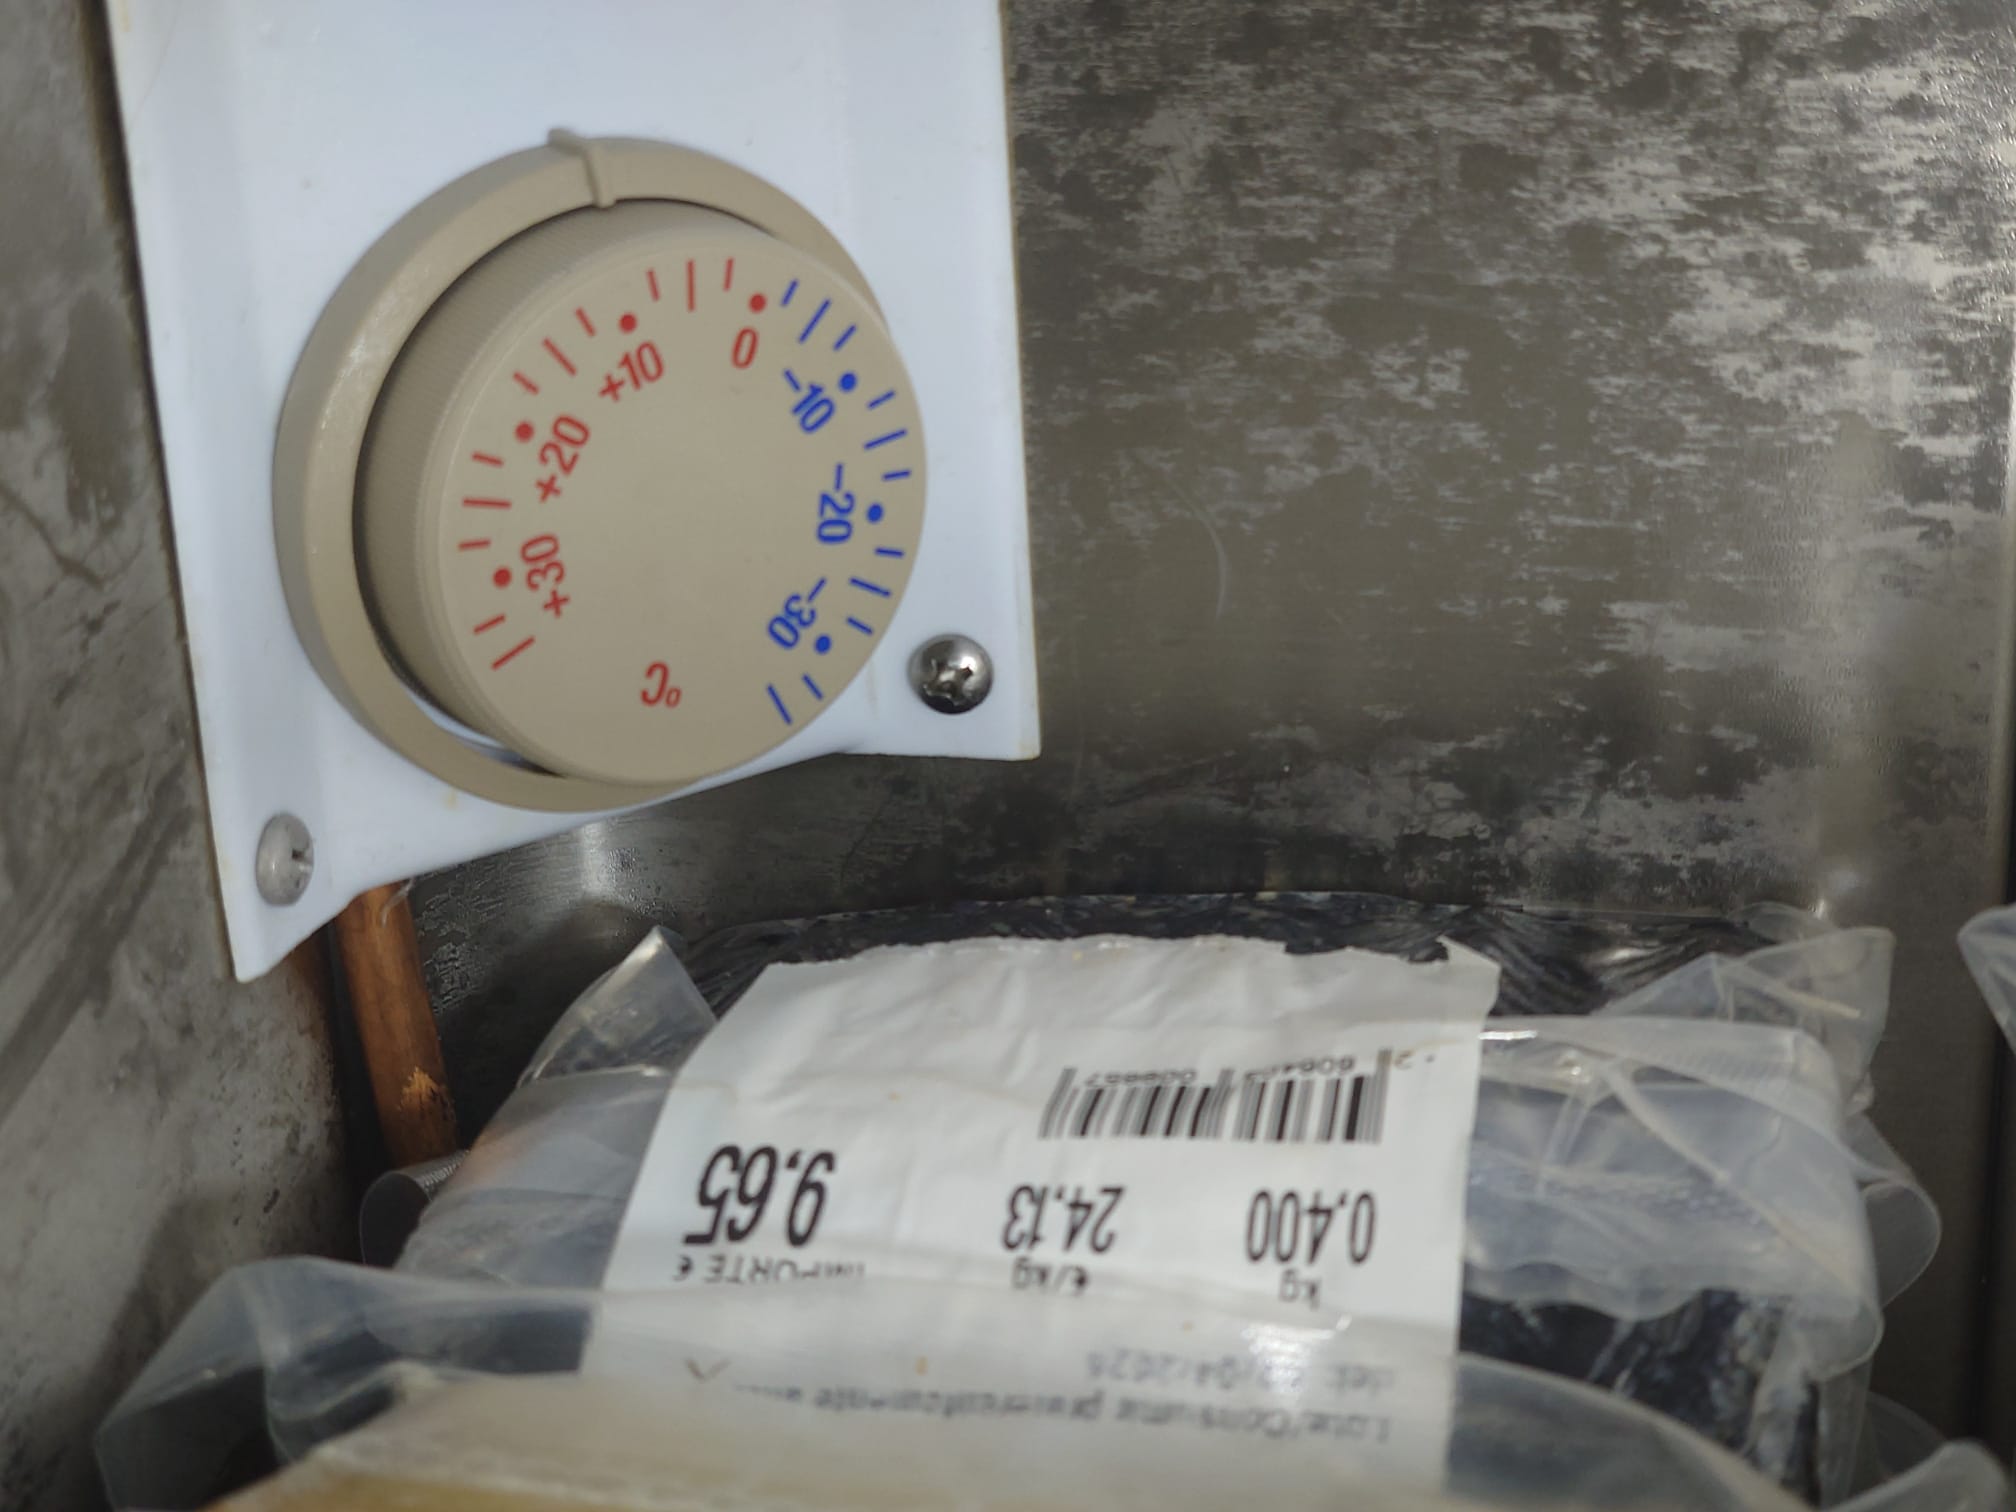 +30
+20
+10
0
-10
-20
-30
°C
kg
€/kg
IMPORTE €
0,400
24,13
9,65